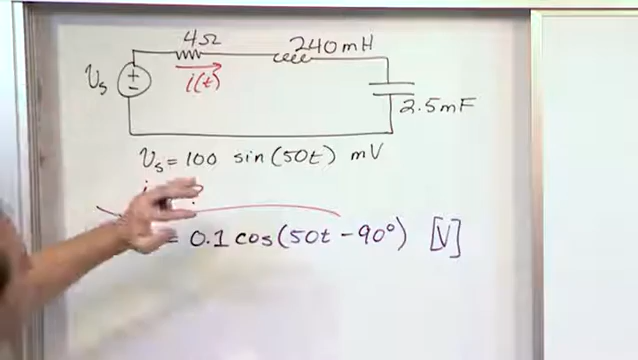 4Ω
240mH
Vs
+
−
i(t)
2.5mF
Vs = 100 sin(50t) mV
= 0.1 cos(50t − 90°) [V]